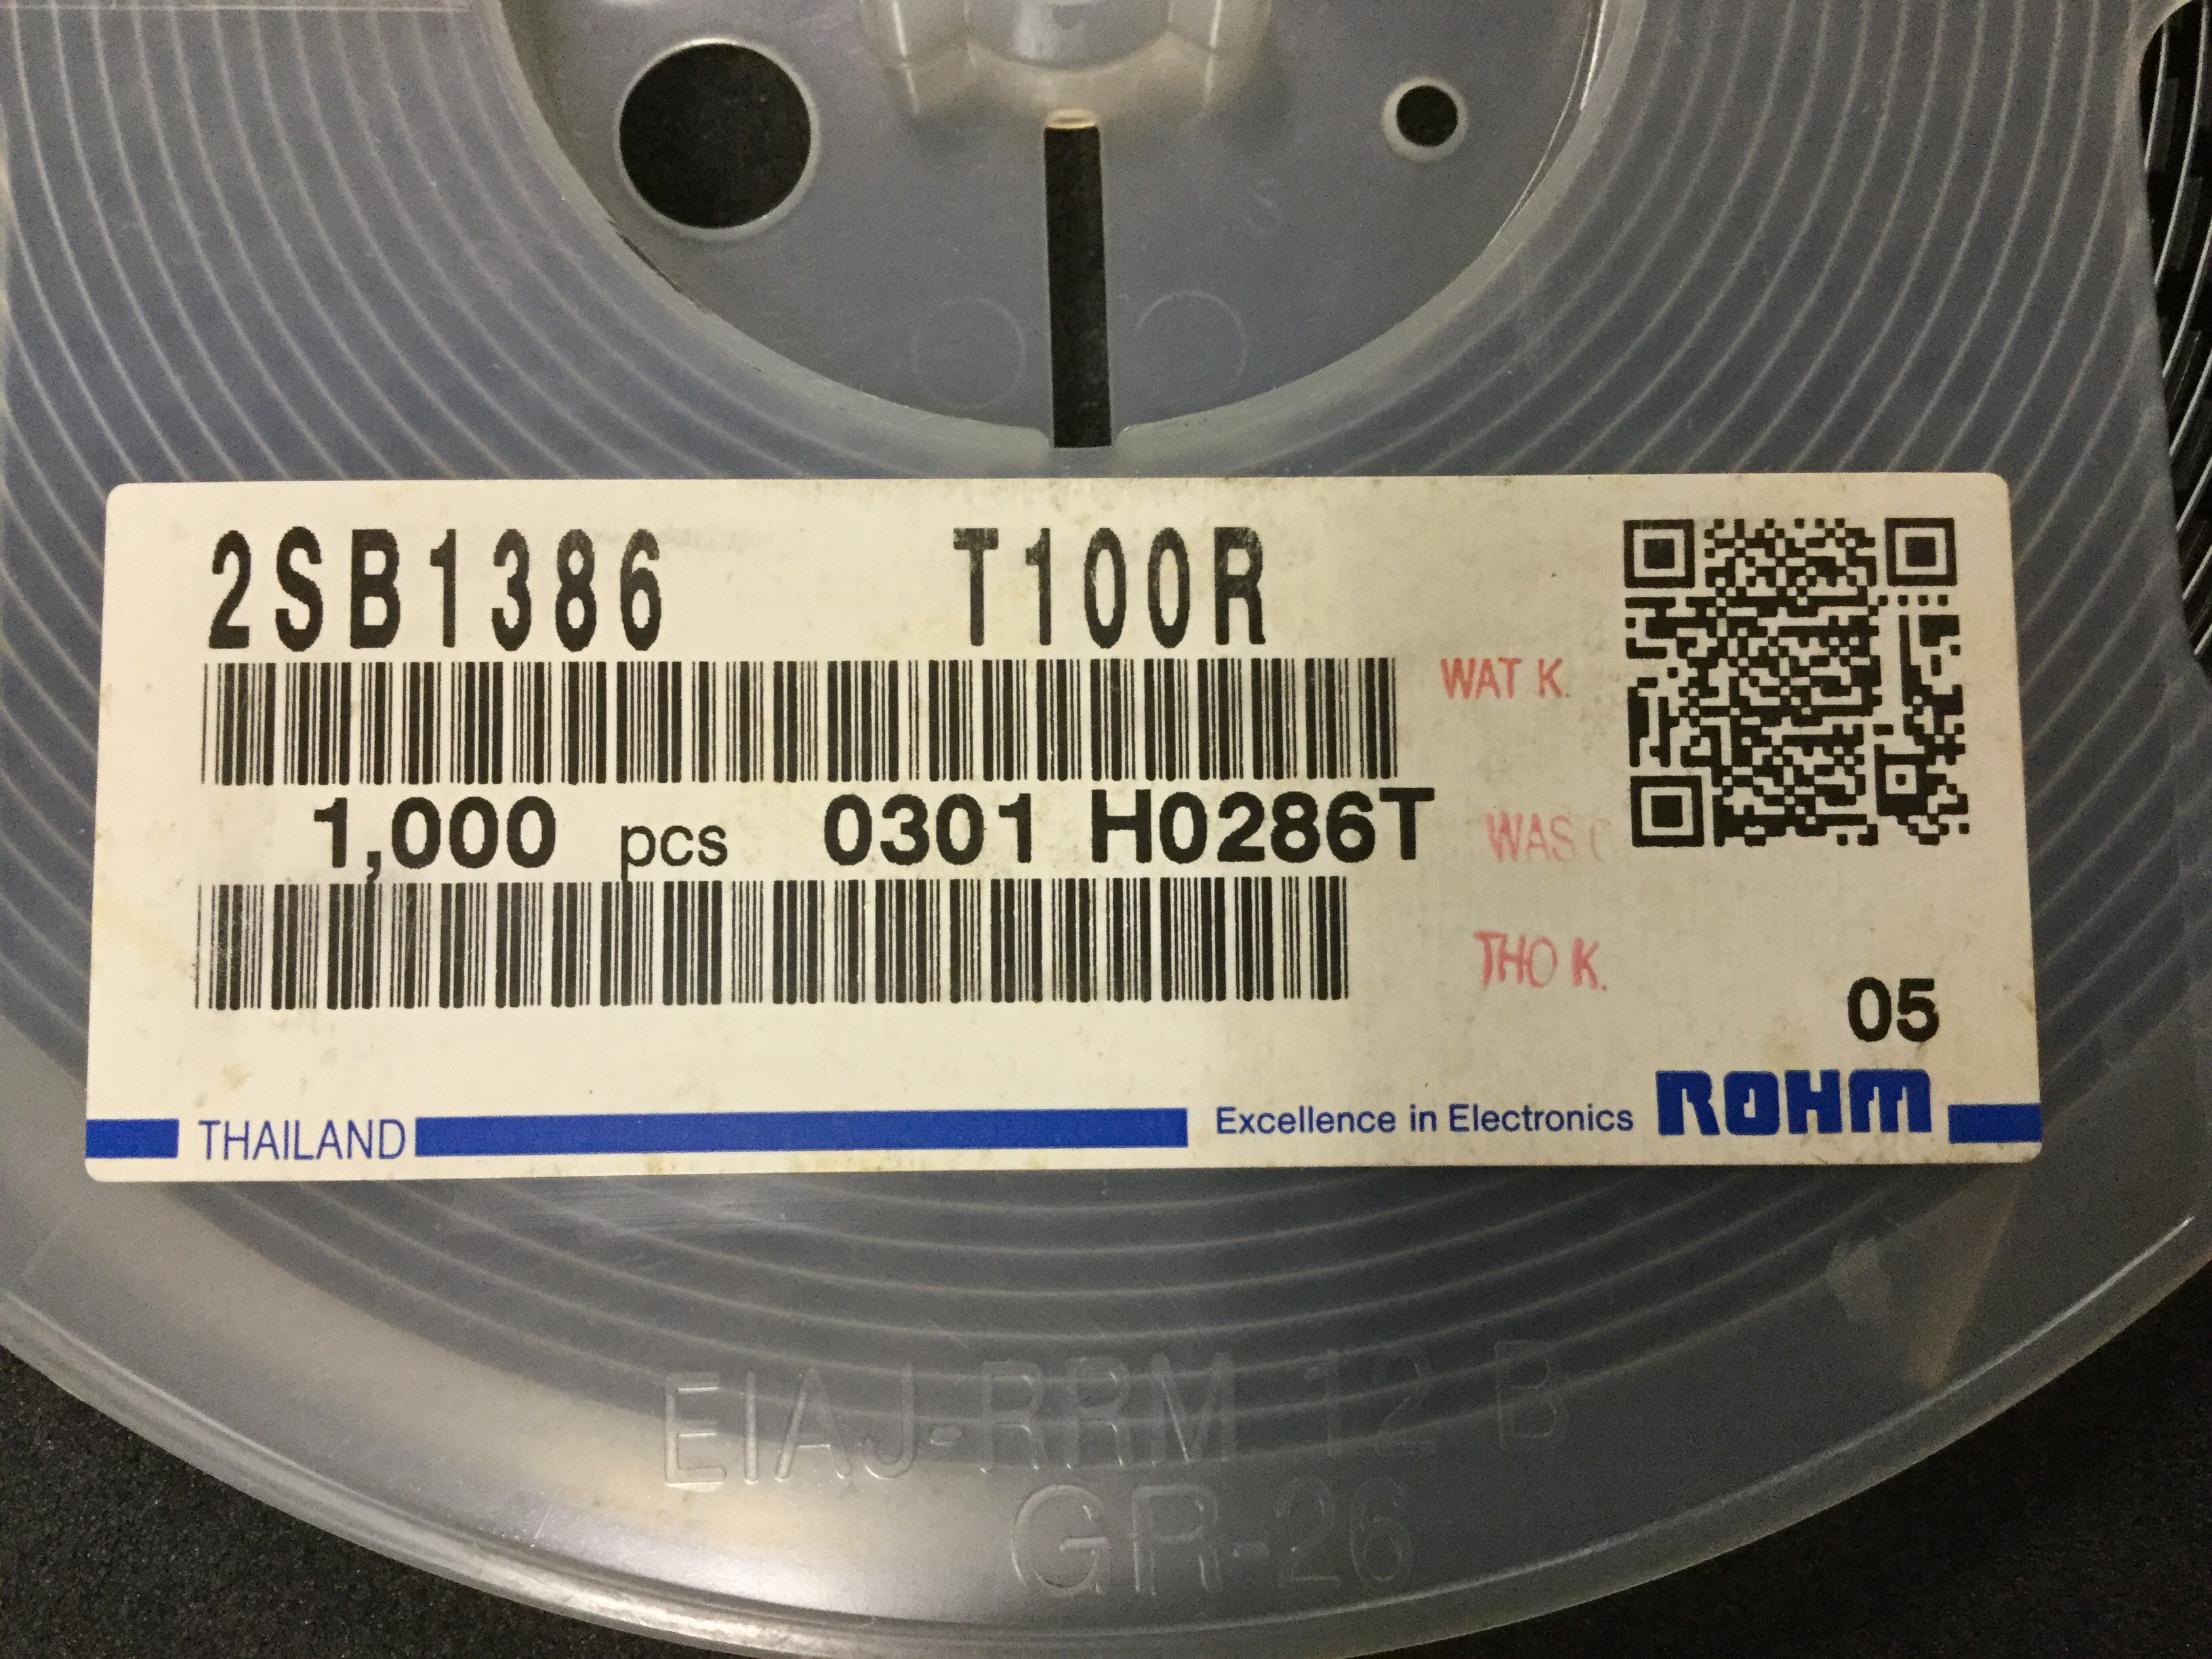 2SB1386 T100R
WAT K.
1,000 pcs 0301 H0286T
WAS
THO K.
05
THAILAND Excellence in Electronics ROHM
EIAJ-RRM 12 B
GR-26